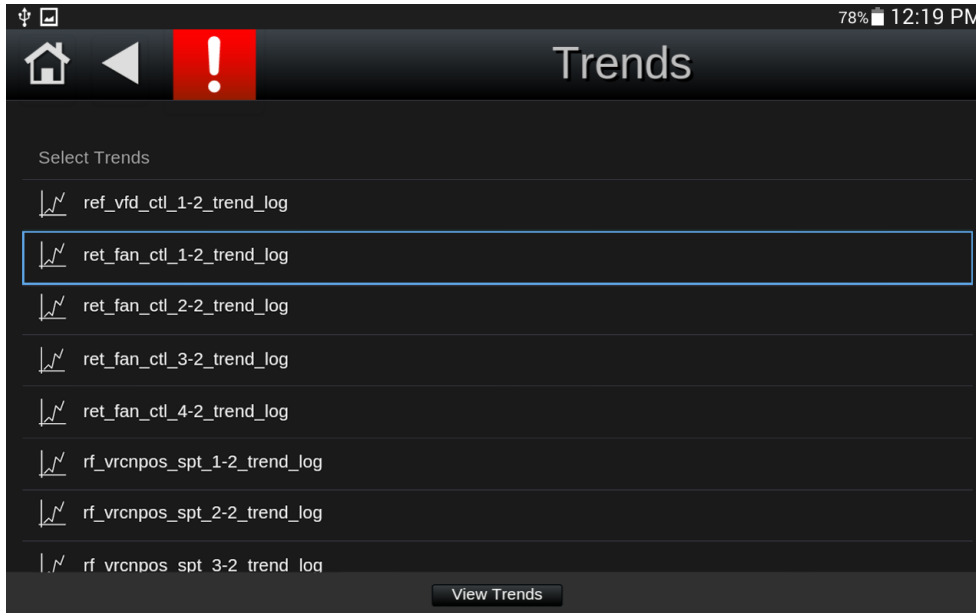 78% 12:19 PM
Trends
Select Trends
ref_vfd_ctl_1-2_trend_log
ret_fan_ctl_1-2_trend_log
ret_fan_ctl_2-2_trend_log
ret_fan_ctl_3-2_trend_log
ret_fan_ctl_4-2_trend_log
rf_vrcnpos_spt_1-2_trend_log
rf_vrcnpos_spt_2-2_trend_log
rf_vrcnpos_spt_3-2_trend_log
View Trends